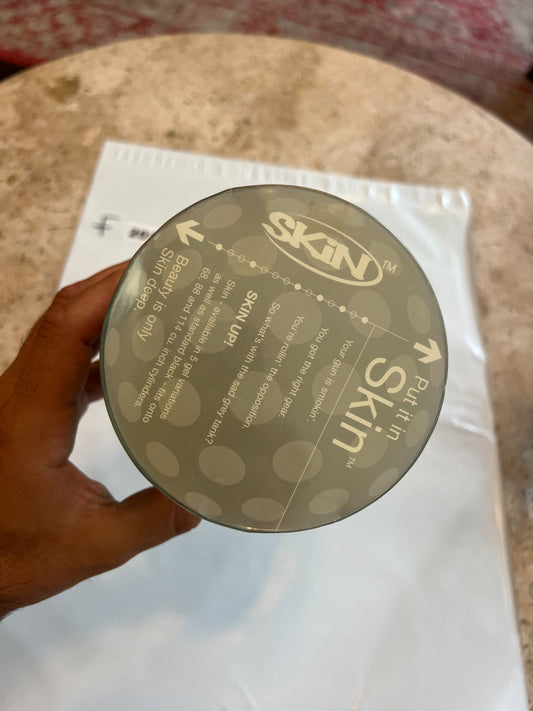 SKIN™
Put it in
Skin™
Your gun is smokin',
You got the right gear.
You're rollin' the opposition.
So what's with the sad grey tank?
SKIN UP!
Skin - available in 5 gel variations
as well as standard black - fits onto
68, 88 and 114 cu inch cylinders.
Beauty is only
Skin deep.